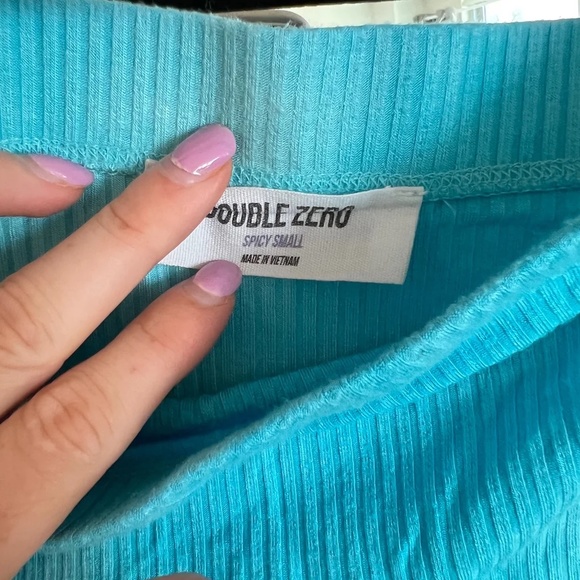 DOUBLE ZERO
SPICY SMALL
MADE IN VIETNAM